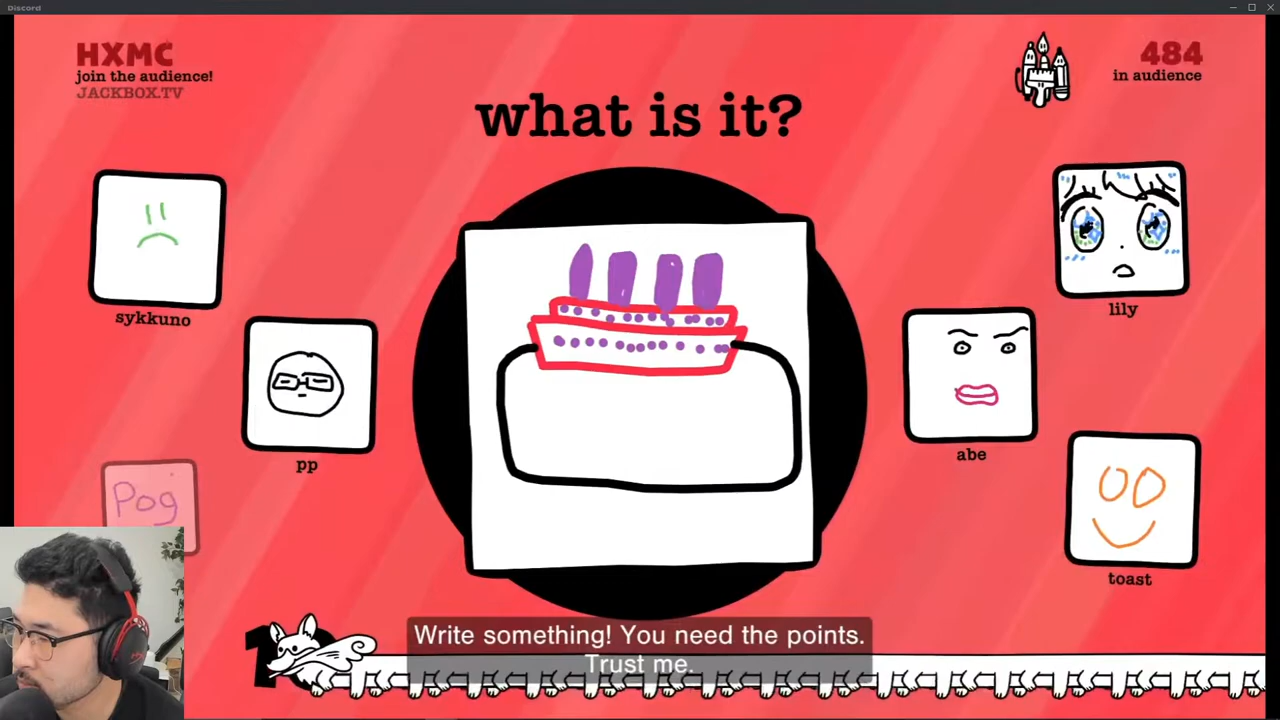 Discord
HXMC
join the audience!
JACKBOX.TV
484
in audience
what is it?
sykkuno
lily
pp
abe
Pog
toast
Write something! You need the points.
Trust me.